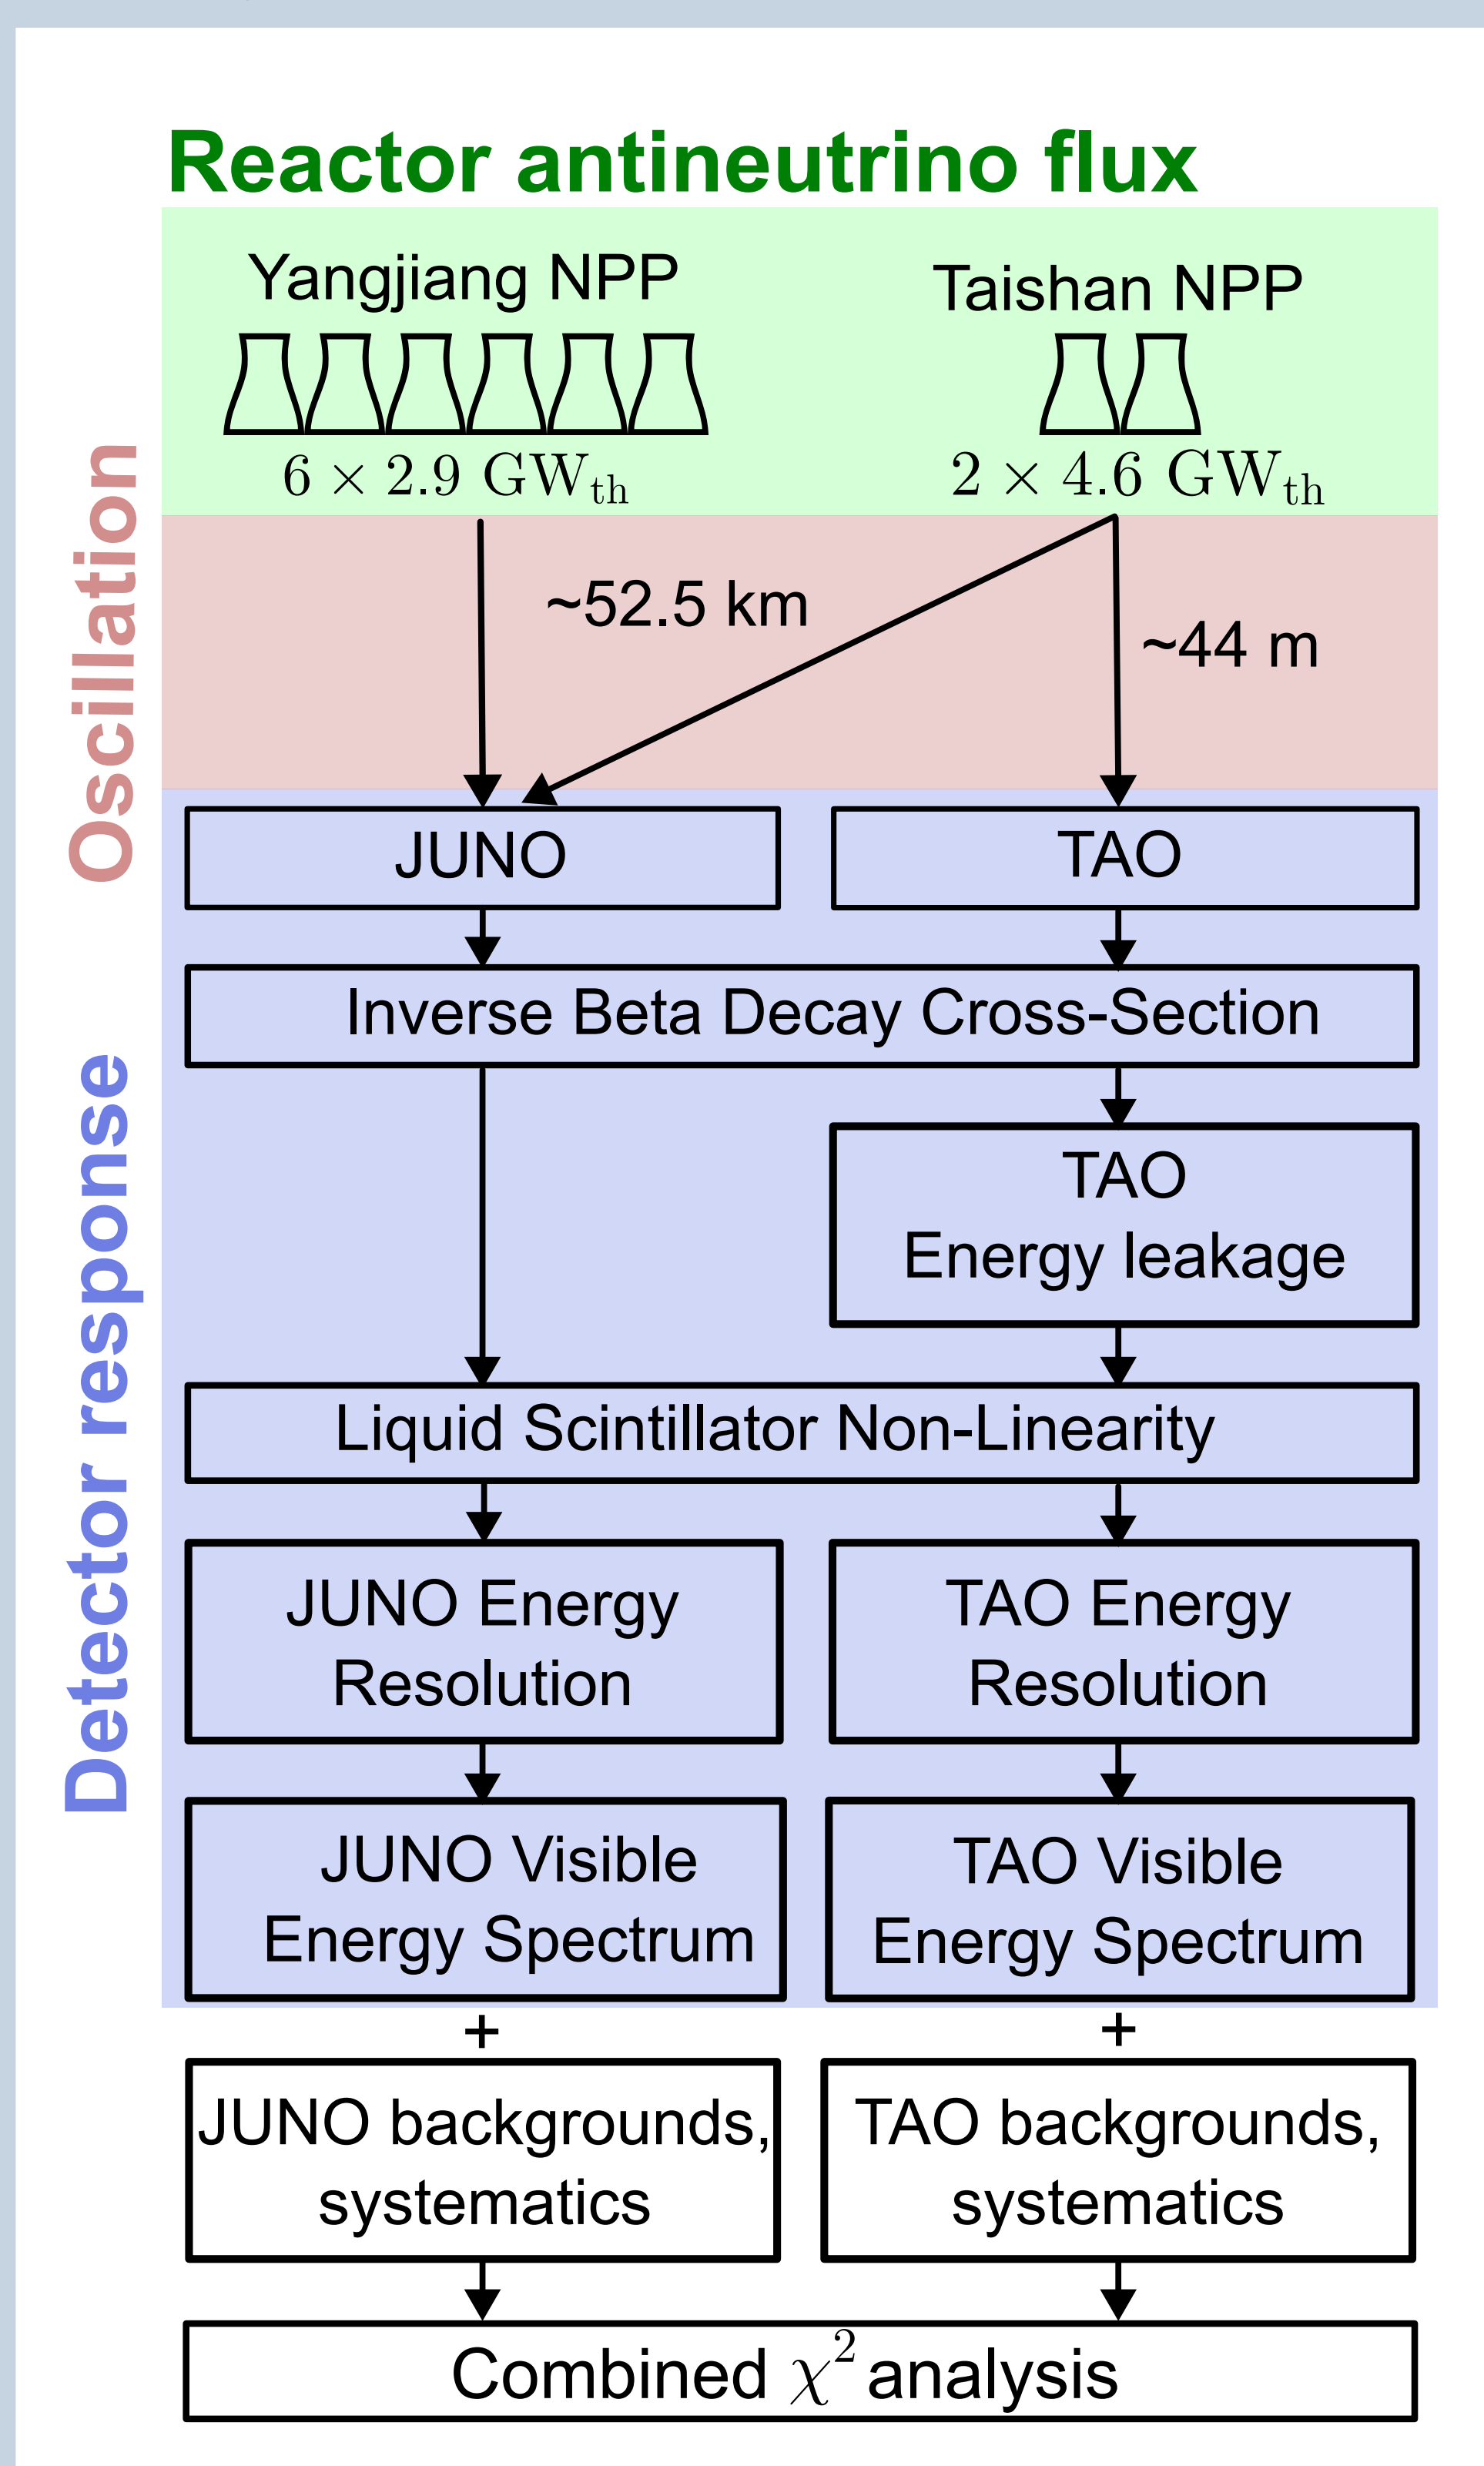 Reactor antineutrino flux
Yangjiang NPP
Taishan NPP
6 × 2.9 GW_th
2 × 4.6 GW_th
Oscillation
~52.5 km
~44 m
Detector response
JUNO
TAO
Inverse Beta Decay Cross-Section
TAO
Energy leakage
Liquid Scintillator Non-Linearity
JUNO Energy
Resolution
TAO Energy
Resolution
JUNO Visible
Energy Spectrum
TAO Visible
Energy Spectrum
+
+
JUNO backgrounds,
systematics
TAO backgrounds,
systematics
Combined χ² analysis